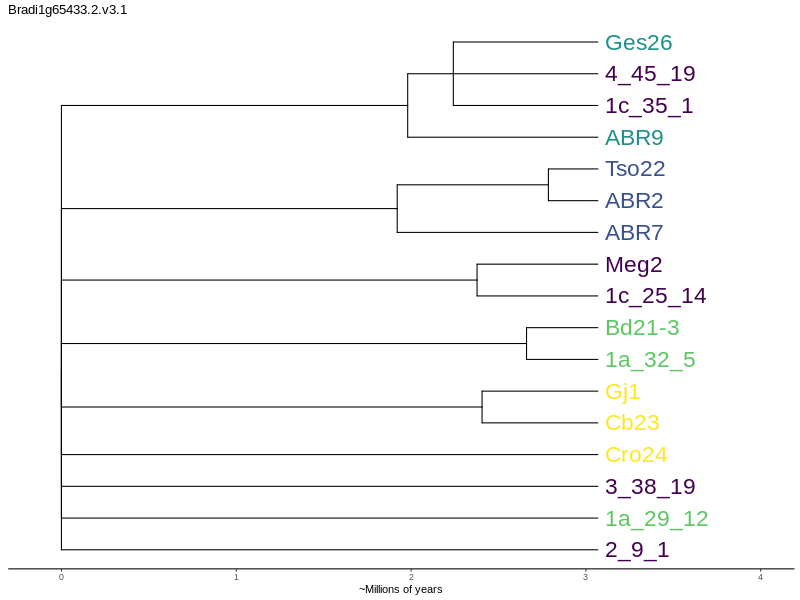 Bradi1g65433.2.v3.1
Ges26
4_45_19
1c_35_1
ABR9
Tso22
ABR2
ABR7
Meg2
1c_25_14
Bd21-3
1a_32_5
Gj1
Cb23
Cro24
3_38_19
1a_29_12
2_9_1
0 1 2 3 4
~Millions of years